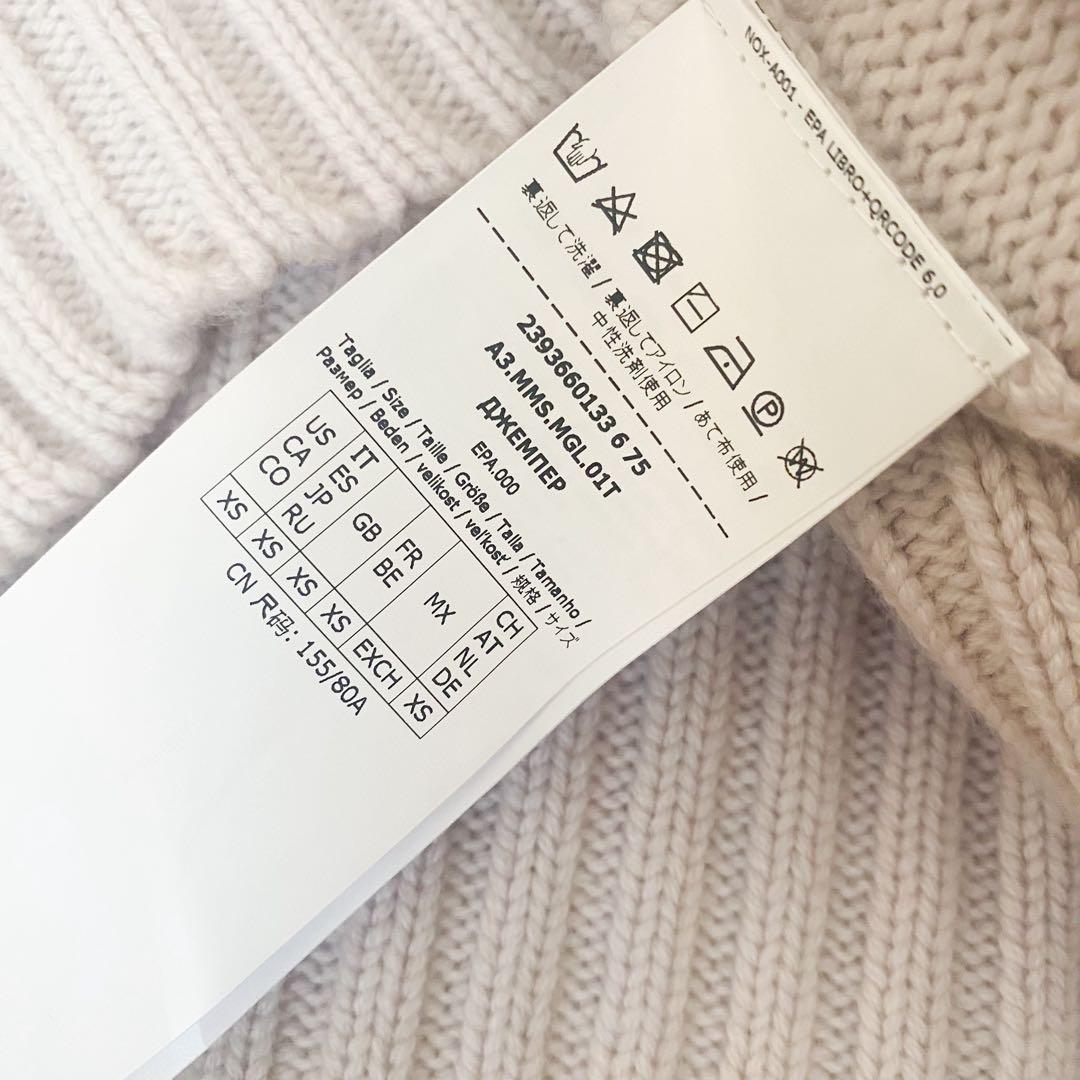 NOX-A001 - EPA LIBRO+QRCODE 6,0
P
W
裏返して洗濯 / 裏返してアイロン / あて布使用 /
中性洗剤使用
2393660133 6 75
A3.MMS.MGL.01T
ДЖЕМПЕР
EPA.000
Taglia / Size / Taille / Größe / Talla / Tamanho /
Размер / Beden / velikost / veľkosť / 规格 / サイズ
US CA CO
IT ES JP RU
GB
FR BE
MX
CH AT NL DE
XS XS XS XS EXCH XS
CN 尺码: 155/80A